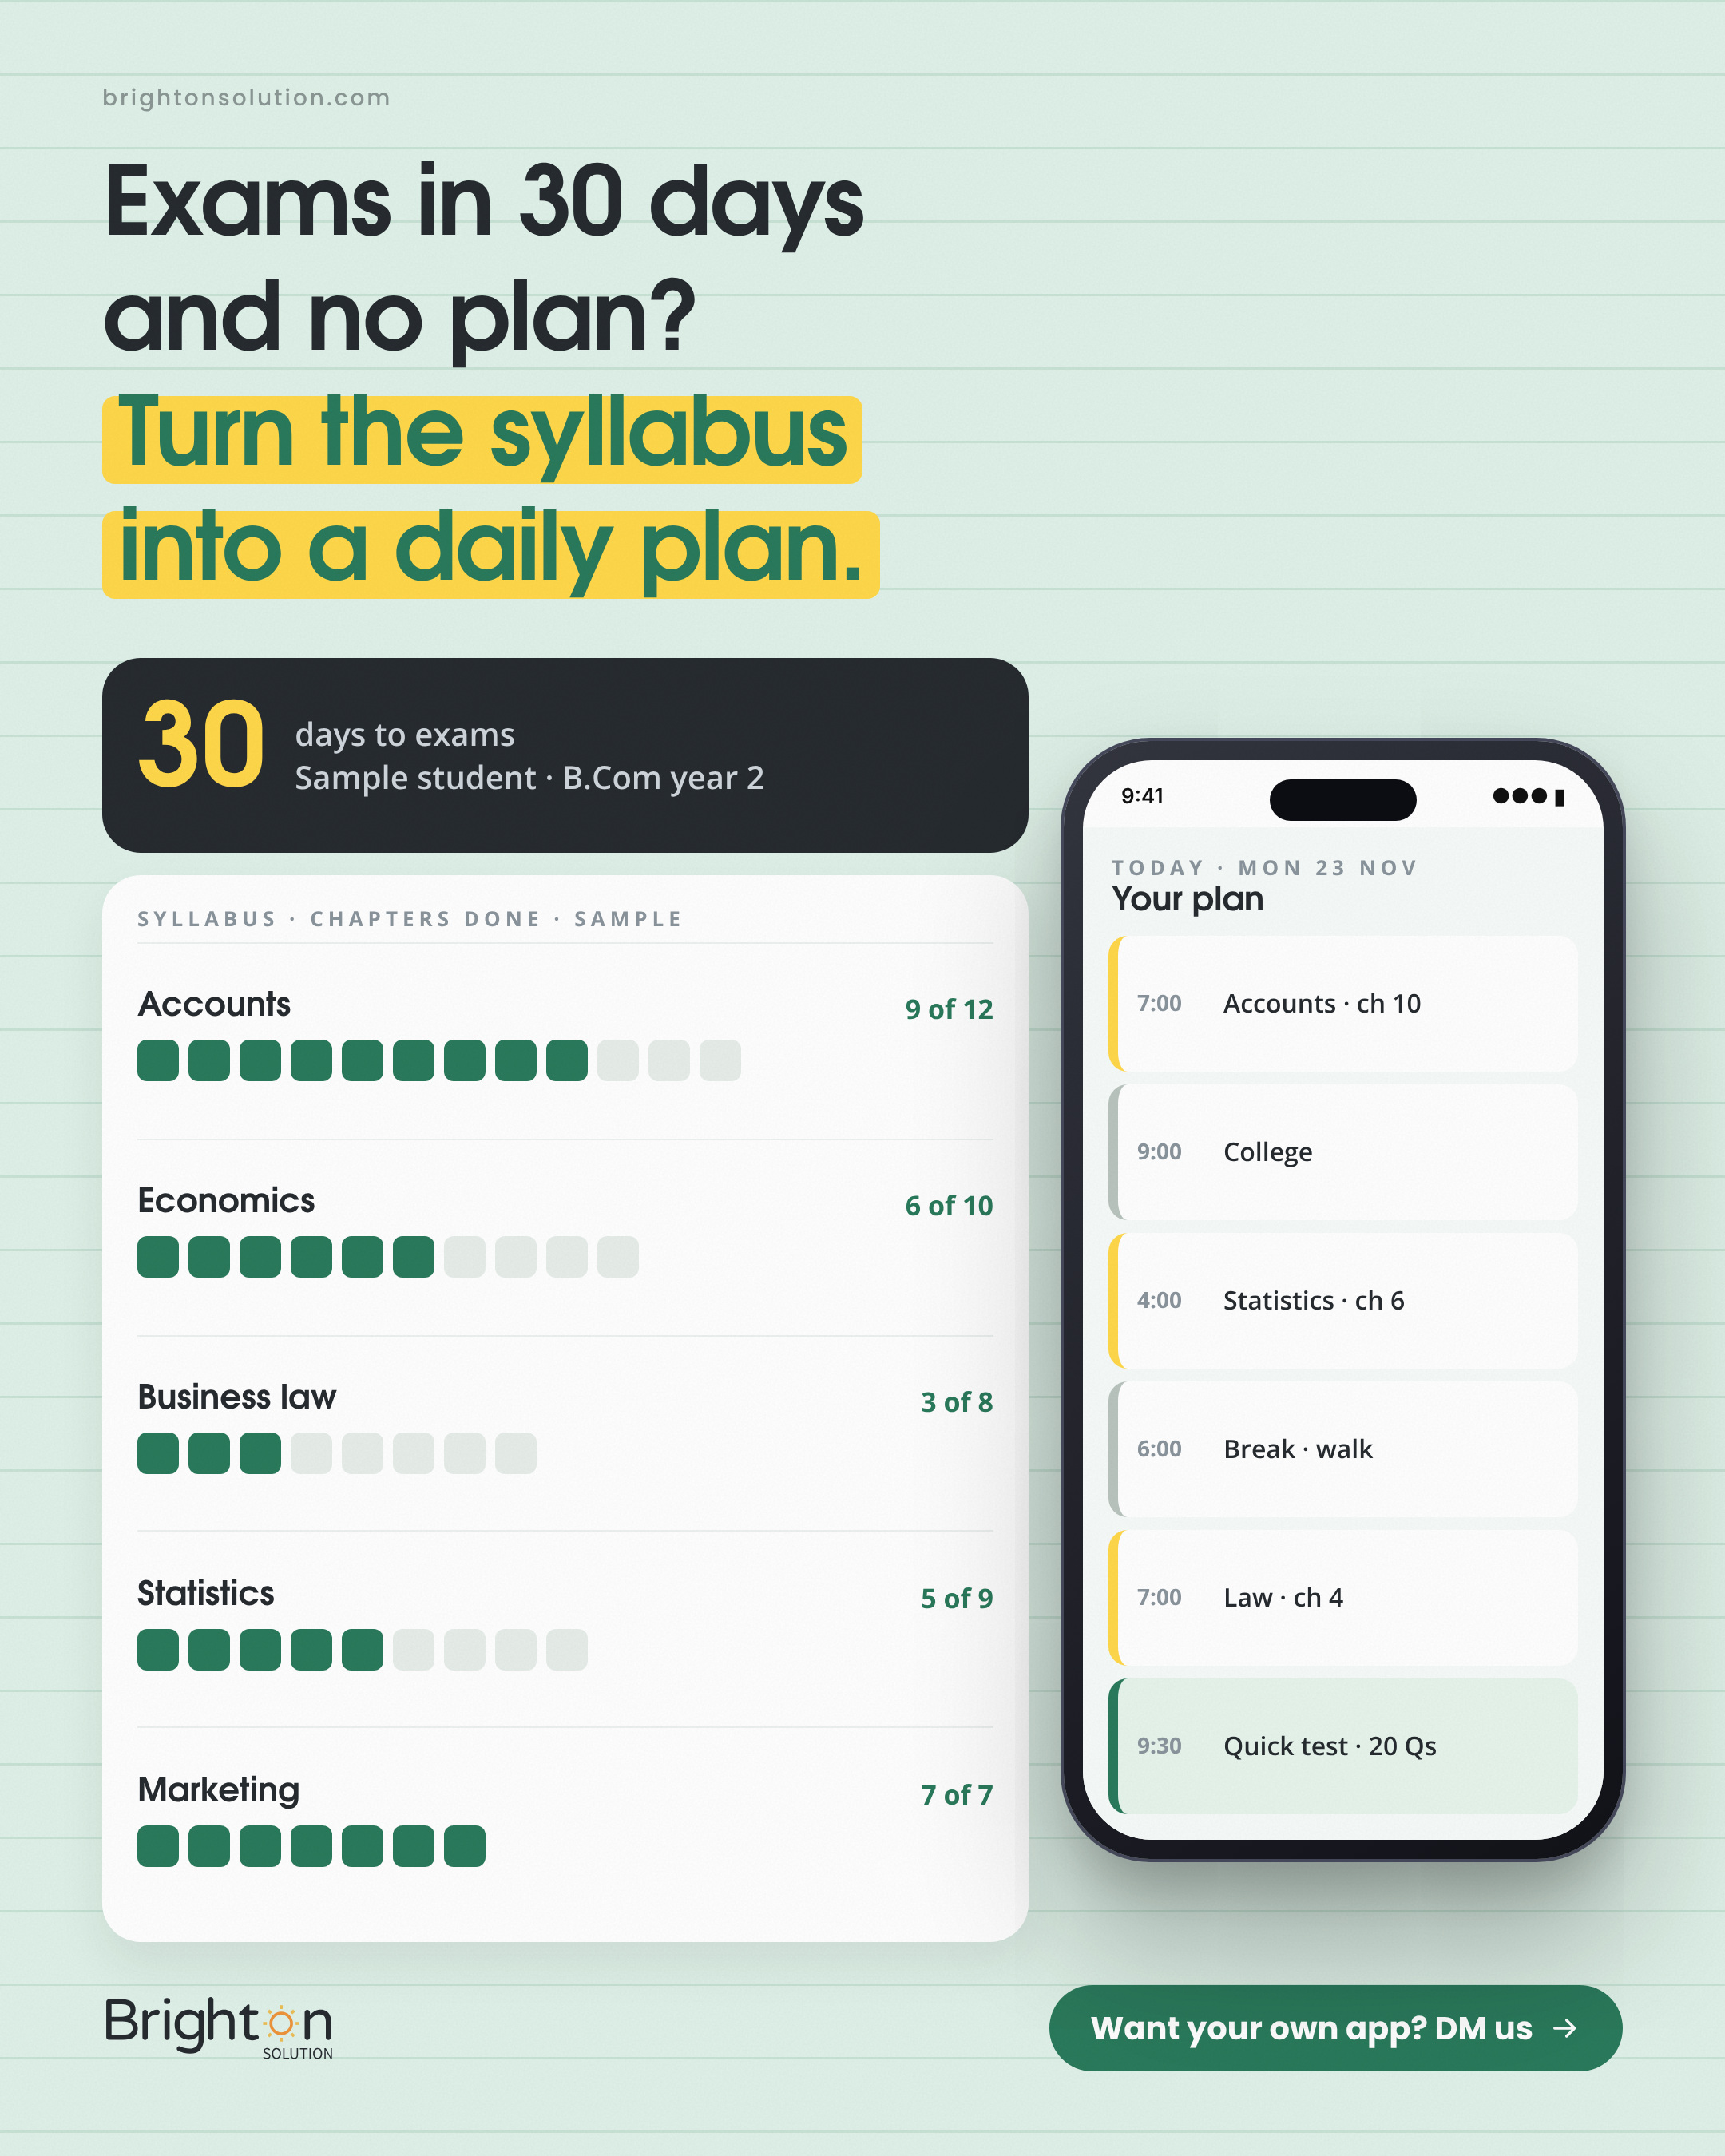 brightonsolution.com
Exams in 30 days
and no plan?
Turn the syllabus
into a daily plan.
30
days to exams
Sample student · B.Com year 2
SYLLABUS · CHAPTERS DONE · SAMPLE
Accounts
9 of 12
Economics
6 of 10
Business law
3 of 8
Statistics
5 of 9
Marketing
7 of 7
9:41
TODAY · MON 23 NOV
Your plan
7:00 Accounts · ch 10
9:00 College
4:00 Statistics · ch 6
6:00 Break · walk
7:00 Law · ch 4
9:30 Quick test · 20 Qs
Brighton
SOLUTION
Want your own app? DM us →